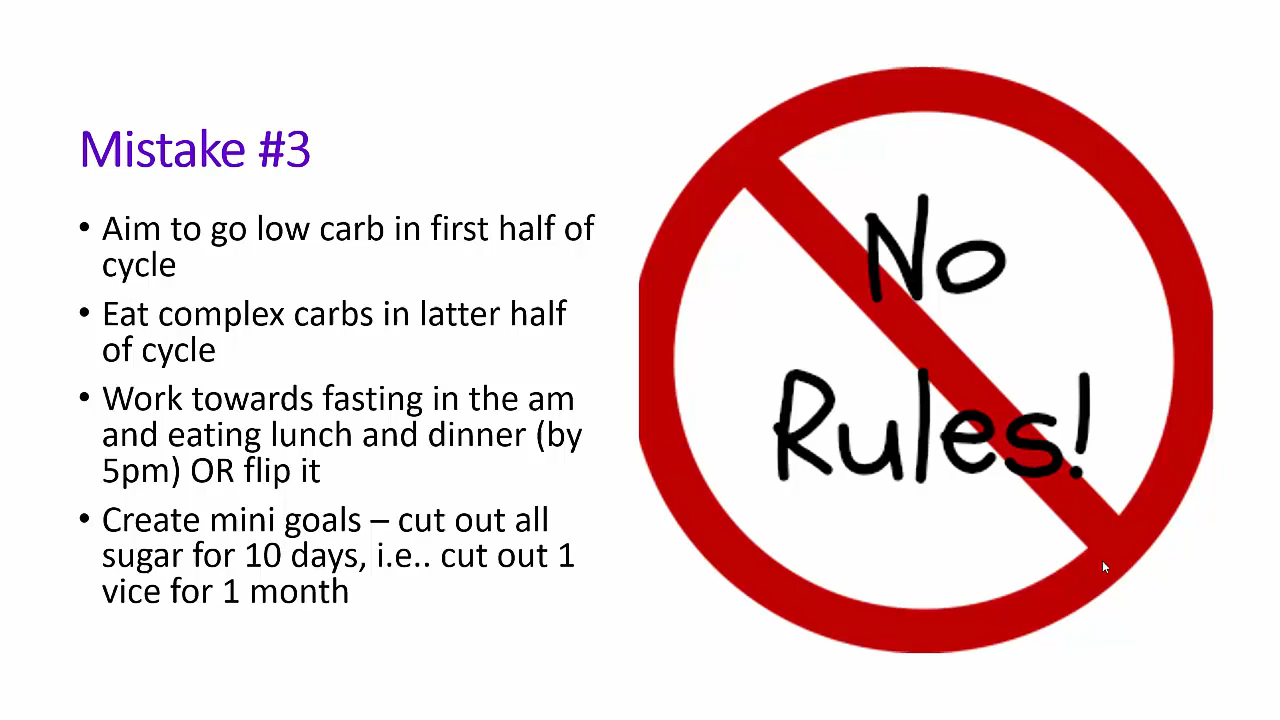 Mistake #3
• Aim to go low carb in first half of
cycle
• Eat complex carbs in latter half
of cycle
• Work towards fasting in the am
and eating lunch and dinner (by
5pm) OR flip it
• Create mini goals – cut out all
sugar for 10 days, i.e.. cut out 1
vice for 1 month
No
Rules!